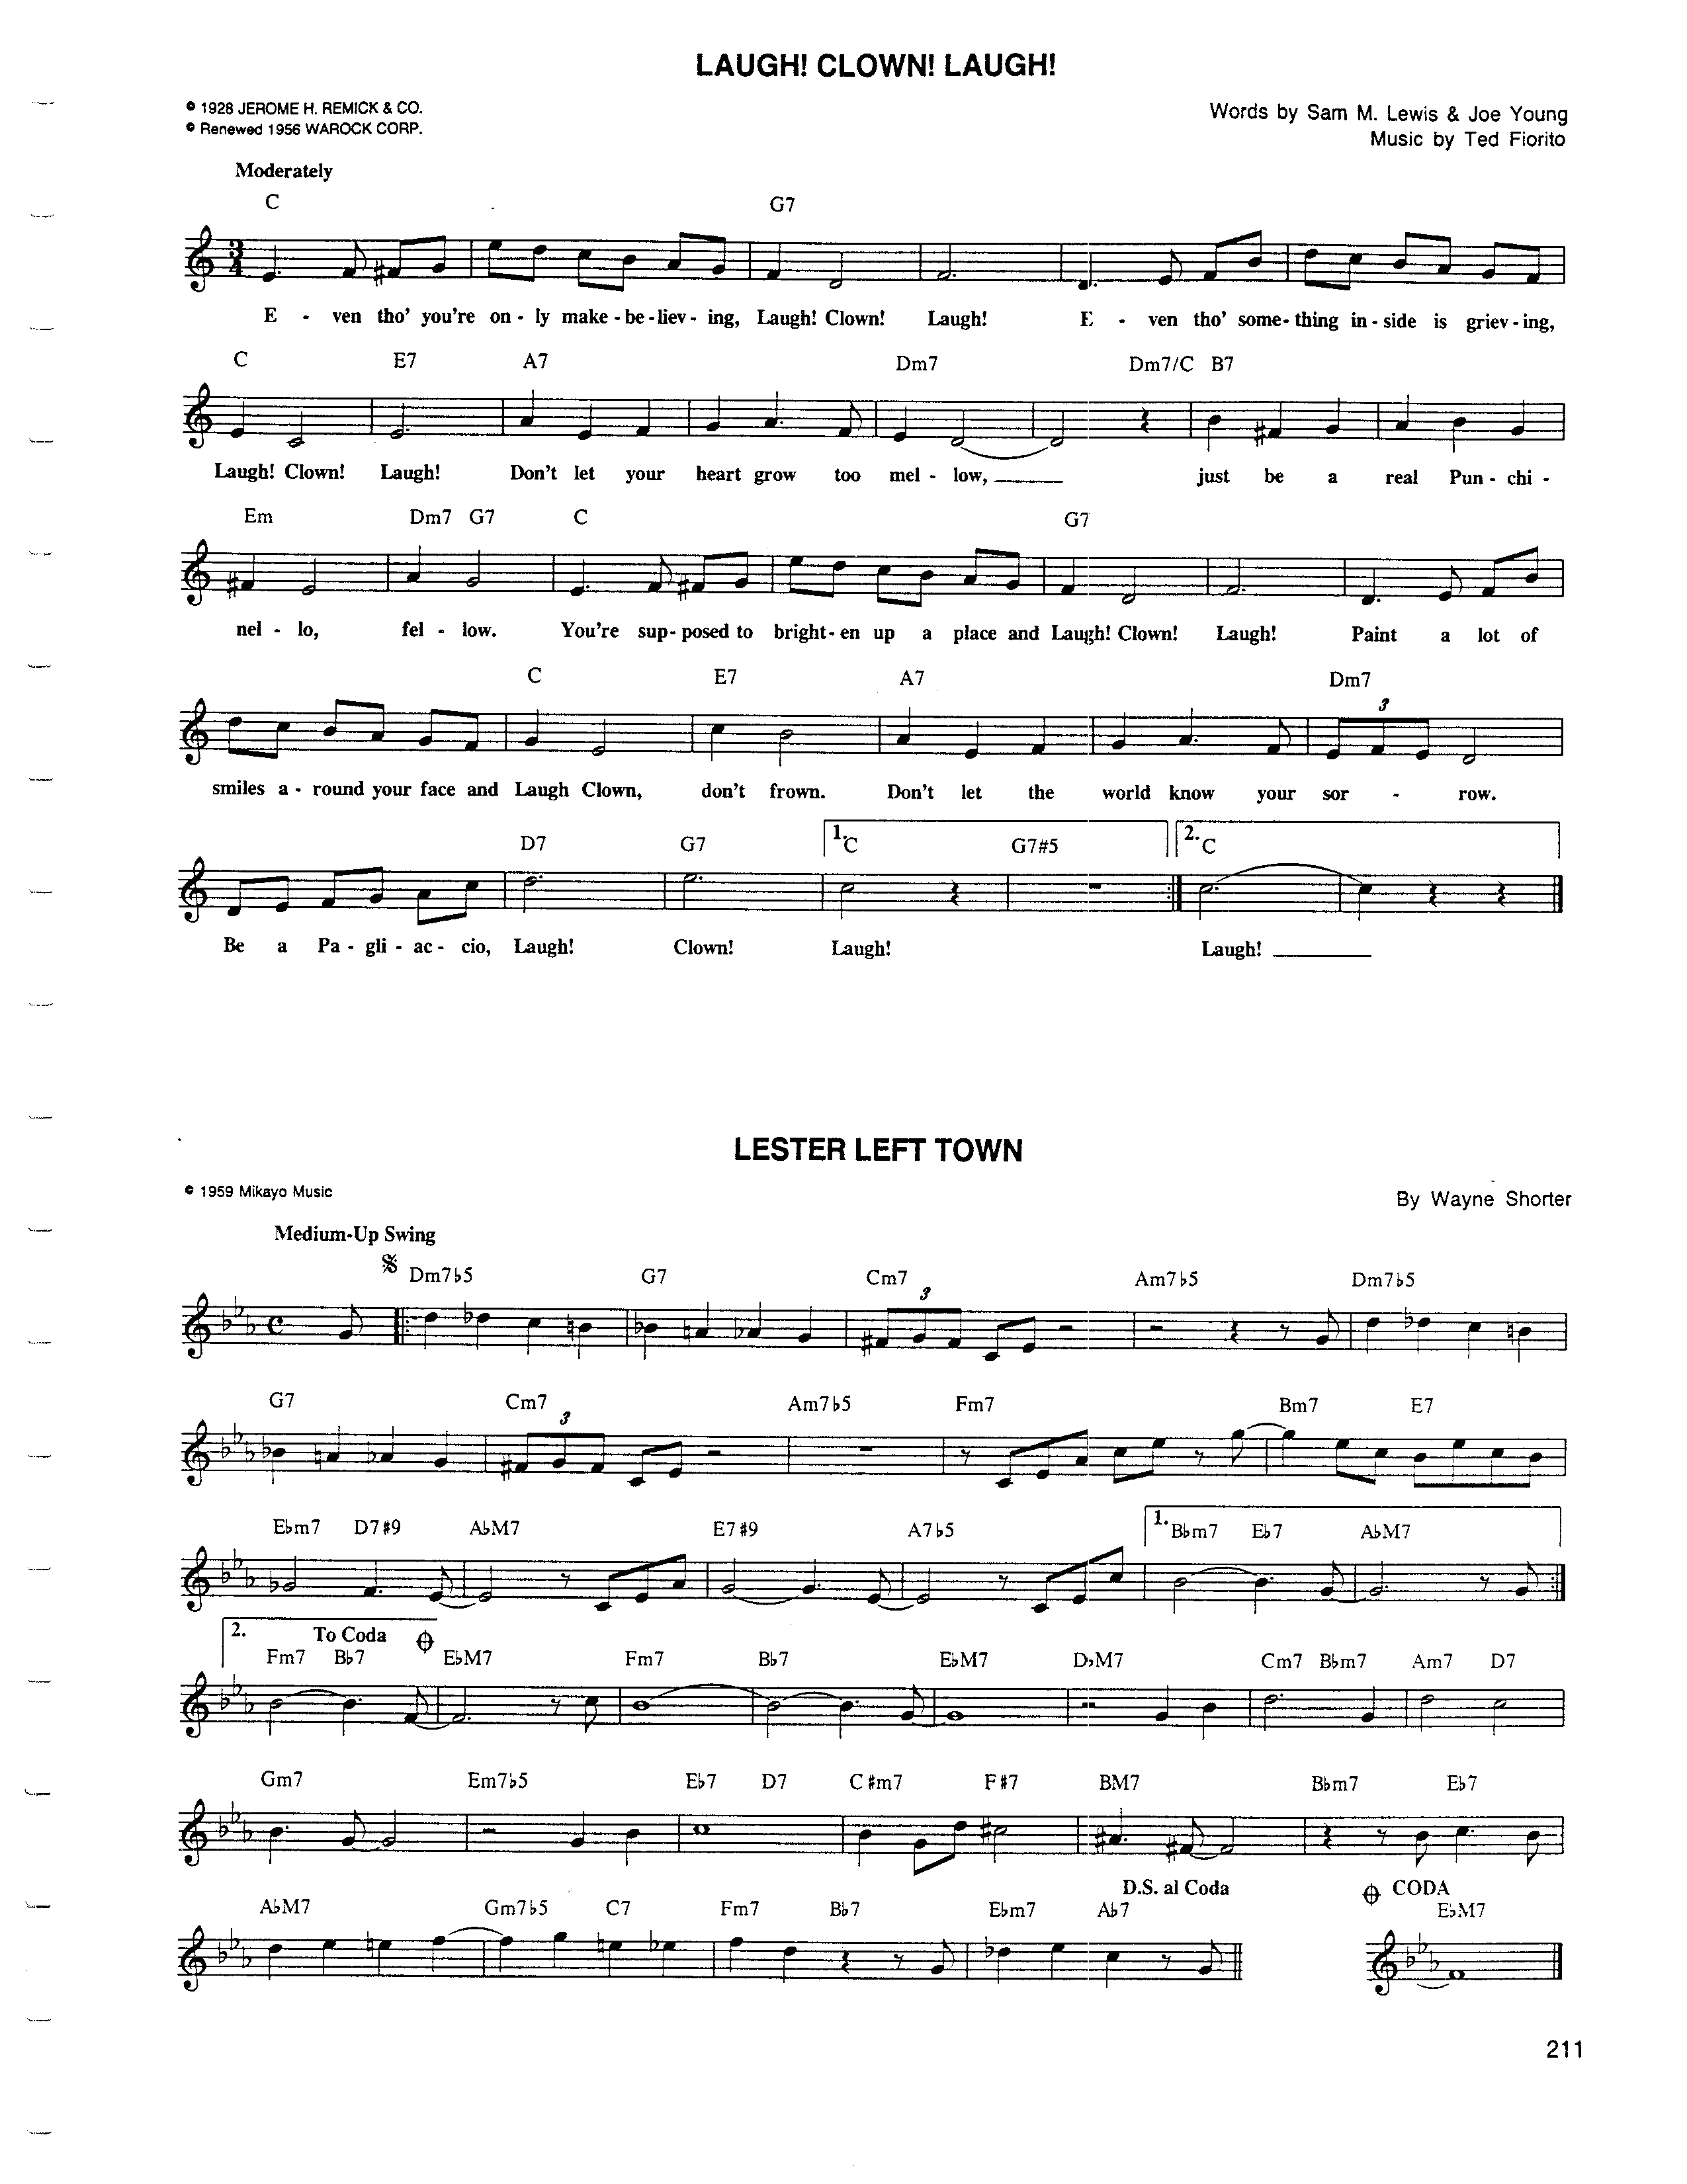 LAUGH! CLOWN! LAUGH!
© 1928 JEROME H. REMICK & CO.
© Renewed 1956 WAROCK CORP.
Words by Sam M. Lewis & Joe Young
Music by Ted Fiorito
Moderately
C G7
3
4
E - ven tho' you're on - ly make - be - liev - ing, Laugh! Clown! Laugh! E - ven tho' some - thing in - side is griev - ing,
C E7 A7 Dm7 Dm7/C B7
Laugh! Clown! Laugh! Don't let your heart grow too mel - low, just be a real Pun - chi -
Em Dm7 G7 C G7
nel - lo, fel - low. You're sup - posed to bright - en up a place and Laugh! Clown! Laugh! Paint a lot of
C E7 A7 Dm7
3
smiles a - round your face and Laugh Clown, don't frown. Don't let the world know your sor - row.
D7 G7 1. C G7#5 2. C
Be a Pa - gli - ac - cio, Laugh! Clown! Laugh! Laugh!
LESTER LEFT TOWN
© 1959 Mikayo Music
By Wayne Shorter
Medium-Up Swing
Dm7♭5 G7 Cm7 Am7♭5 Dm7♭5
3
G7 Cm7 Am7♭5 Fm7 Bm7 E7
3
E♭m7 D7#9 A♭M7 E7#9 A7♭5 1. B♭m7 E♭7 A♭M7
2. To Coda
Fm7 B♭7 E♭M7 Fm7 B♭7 E♭M7 D♭M7 Cm7 B♭m7 Am7 D7
Gm7 Em7♭5 E♭7 D7 C#m7 F#7 BM7 B♭m7 E♭7
D.S. al Coda CODA
A♭M7 Gm7♭5 C7 Fm7 B♭7 E♭m7 A♭7 E♭M7
211